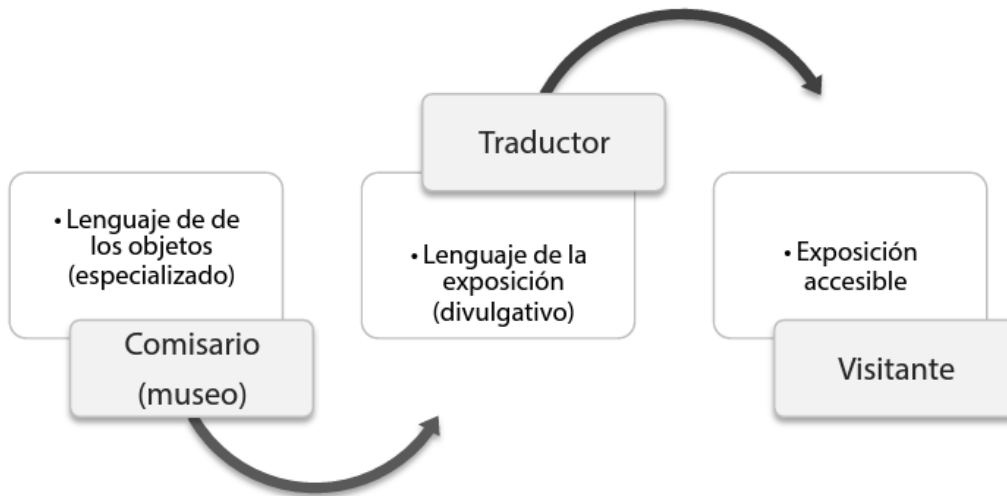 • Lenguaje de de
los objetos
(especializado)
Comisario
(museo)
Traductor
• Lenguaje de la
exposición
(divulgativo)
• Exposición
accesible
Visitante